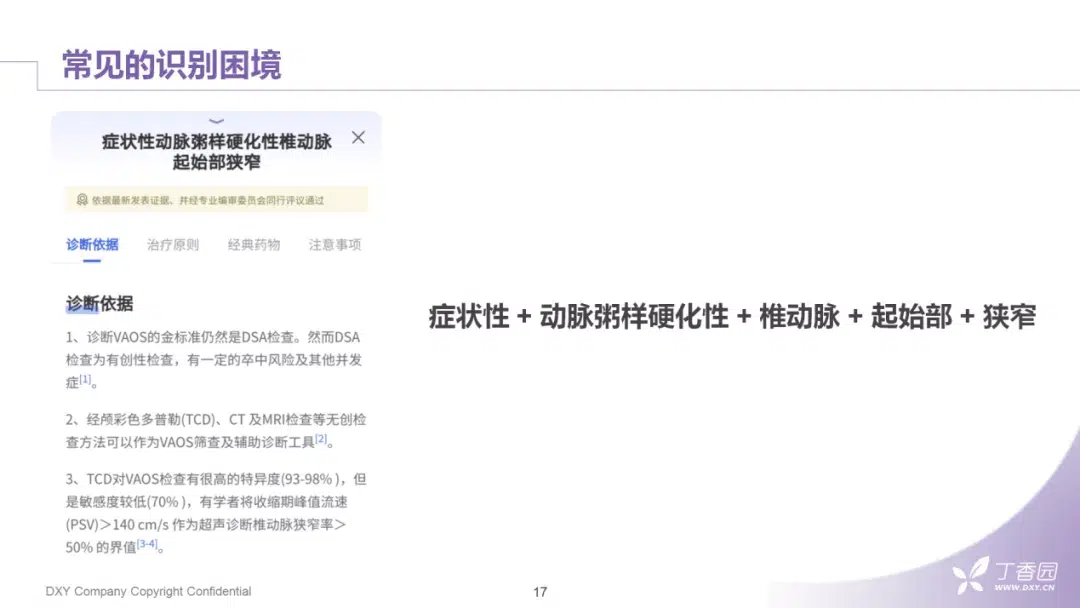 常见的识别困境
症状性动脉粥样硬化性椎动脉
起始部狭窄
依据最新发表证据、并经专业编审委员会同行评议通过
诊断依据 治疗原则 经典药物 注意事项
诊断依据
1、诊断VAOS的金标准仍然是DSA检查。然而DSA
检查为有创性检查，有一定的卒中风险及其他并发
症[1]。
2、经颅彩色多普勒(TCD)、CT 及MRI检查等无创检
查方法可以作为VAOS筛查及辅助诊断工具[2]。
3、TCD对VAOS检查有很高的特异度(93-98% )，但
是敏感度较低(70% )，有学者将收缩期峰值流速
(PSV)＞140 cm/s 作为超声诊断椎动脉狭窄率＞
50% 的界值[3-4]。
症状性 + 动脉粥样硬化性 + 椎动脉 + 起始部 + 狭窄
DXY Company Copyright Confidential
17
丁香园
WWW.DXY.CN